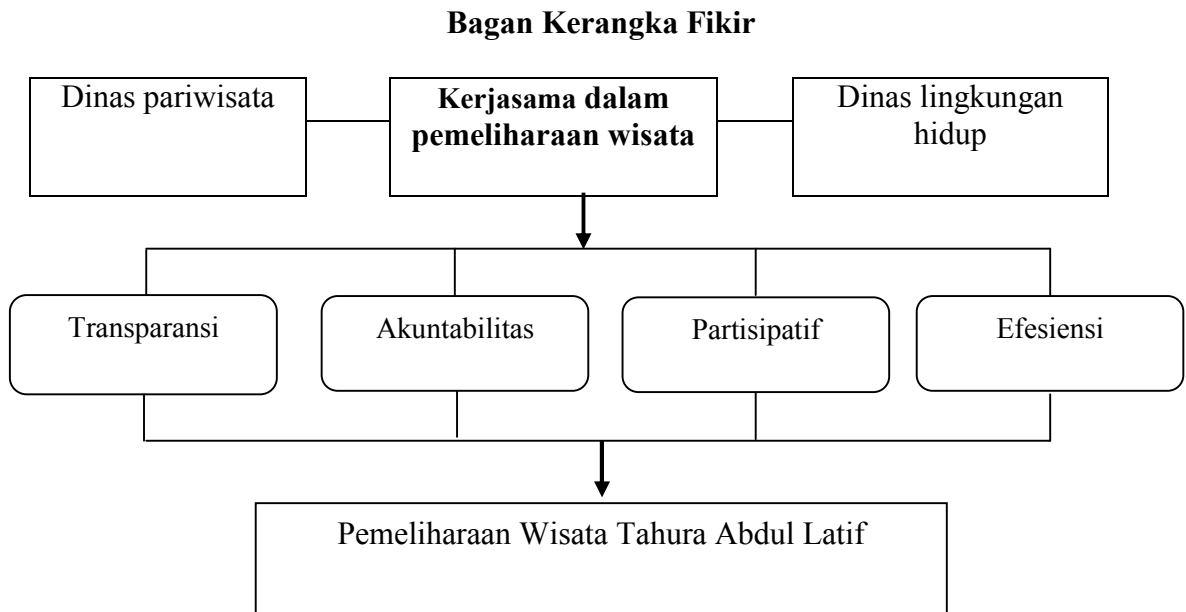 Bagan Kerangka Fikir
Dinas pariwisata
Kerjasama dalam
pemeliharaan wisata
Dinas lingkungan
hidup
Transparansi
Akuntabilitas
Partisipatif
Efesiensi
Pemeliharaan Wisata Tahura Abdul Latif